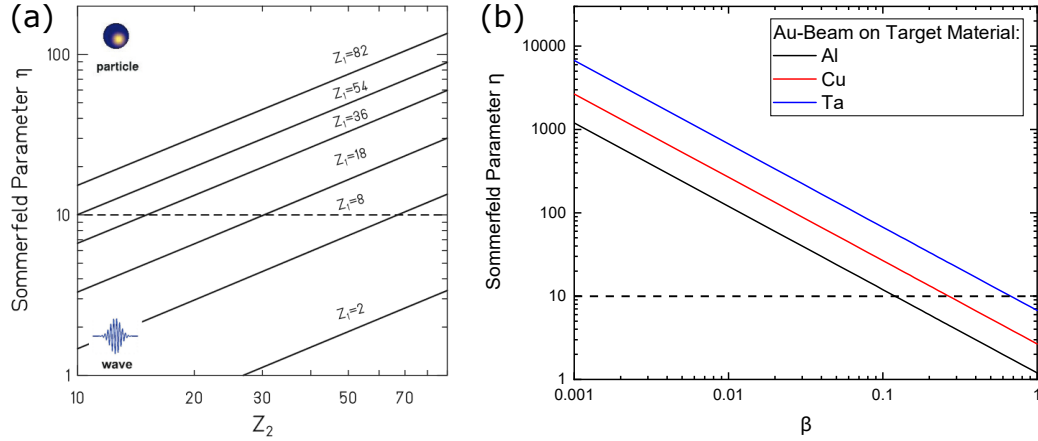 (a)
particle
wave
Sommerfeld Parameter η
100
10
1
Z₁=82
Z₁=54
Z₁=36
Z₁=18
Z₁=8
Z₁=2
10
20
30
50
70
Z₂
(b)
Au-Beam on Target Material:
Al
Cu
Ta
Sommerfeld Parameter η
10000
1000
100
10
1
0.001
0.01
0.1
1
β